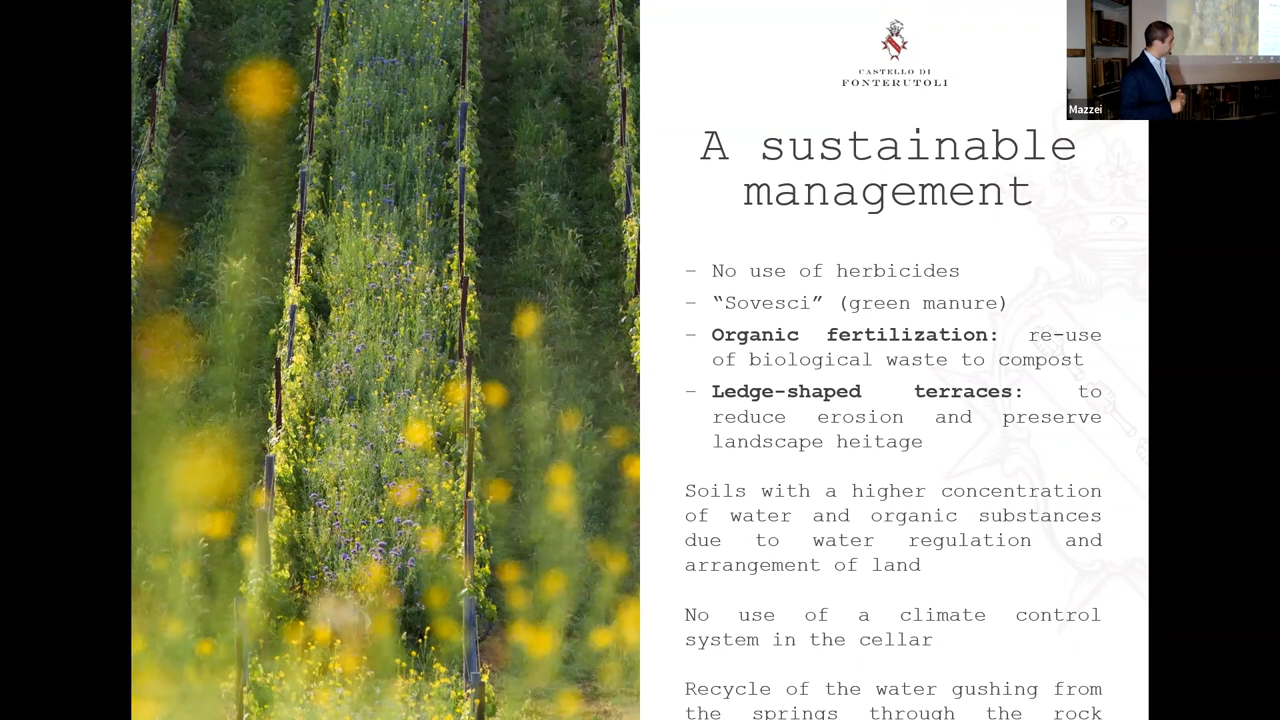 CASTELLO DI
FONTERUTOLI
Mazzei
A sustainable
management
– No use of herbicides
– “Sovesci” (green manure)
– Organic fertilization: re-use
of biological waste to compost
– Ledge-shaped terraces: to
reduce erosion and preserve
landscape heitage
Soils with a higher concentration
of water and organic substances
due to water regulation and
arrangement of land
No use of a climate control
system in the cellar
Recycle of the water gushing from
the springs through the rock